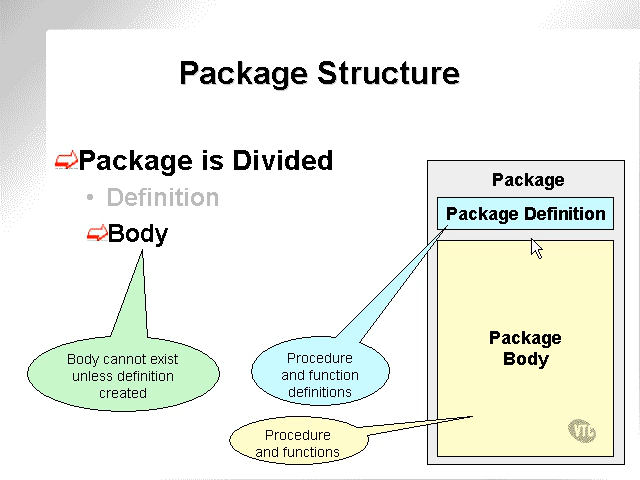 Package Structure
Package is Divided
• Definition
Body
Package
Package Definition
Package
Body
Body cannot exist
unless definition
created
Procedure
and function
definitions
Procedure
and functions
VTC